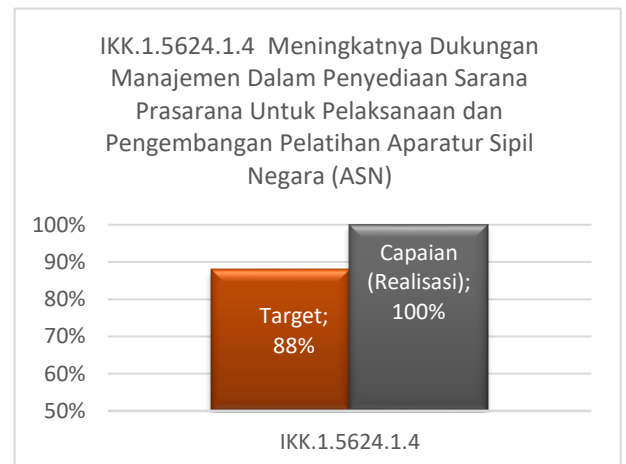 IKK.1.5624.1.4 Meningkatnya Dukungan
Manajemen Dalam Penyediaan Sarana
Prasarana Untuk Pelaksanaan dan
Pengembangan Pelatihan Aparatur Sipil
Negara (ASN)
100%
90%
80%
70%
60%
50%
Target;
88%
Capaian
(Realisasi);
100%
IKK.1.5624.1.4